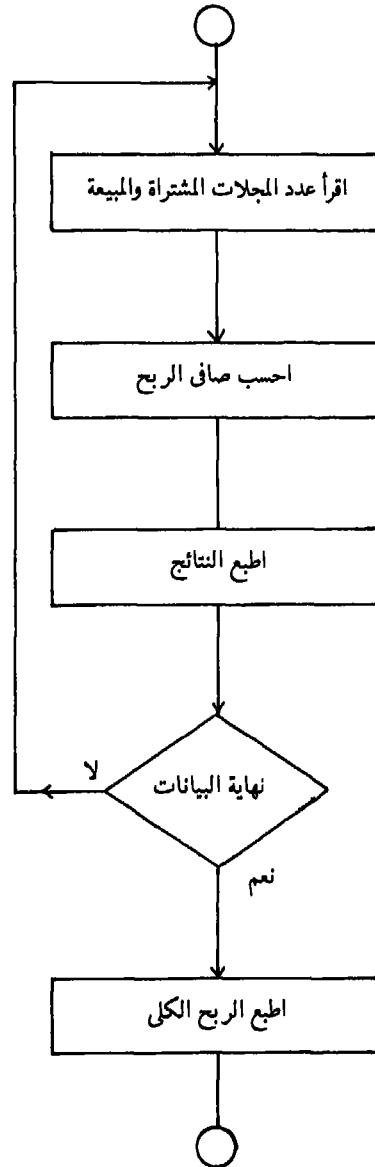 اقرأ عدد المجلات المشتراة والمبيعة
احسب صافى الربح
اطبع النتائج
نهاية البيانات
لا
نعم
اطبع الربح الكلى